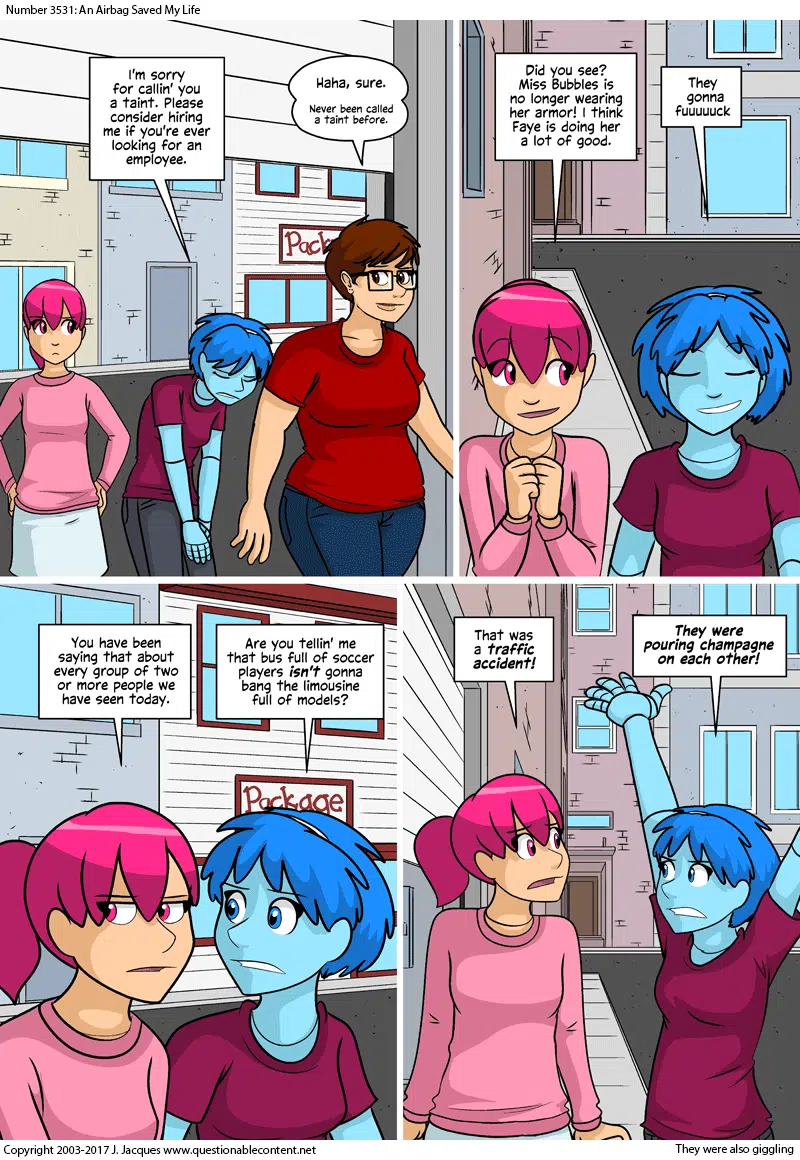 Number 3531: An Airbag Saved My Life
I'm sorry
for callin' you
a taint. Please
consider hiring
me if you're ever
looking for an
employee.
Haha, sure.
Never been called
a taint before.
Pack
Did you see?
Miss Bubbles is
no longer wearing
her armor! I think
Faye is doing her
a lot of good.
They
gonna
fuuuuuck
You have been
saying that about
every group of two
or more people we
have seen today.
Are you tellin' me
that bus full of soccer
players isn't gonna
bang the limousine
full of models?
Package
That was
a traffic
accident!
They were
pouring champagne
on each other!
Copyright 2003-2017 J. Jacques www.questionablecontent.net
They were also giggling